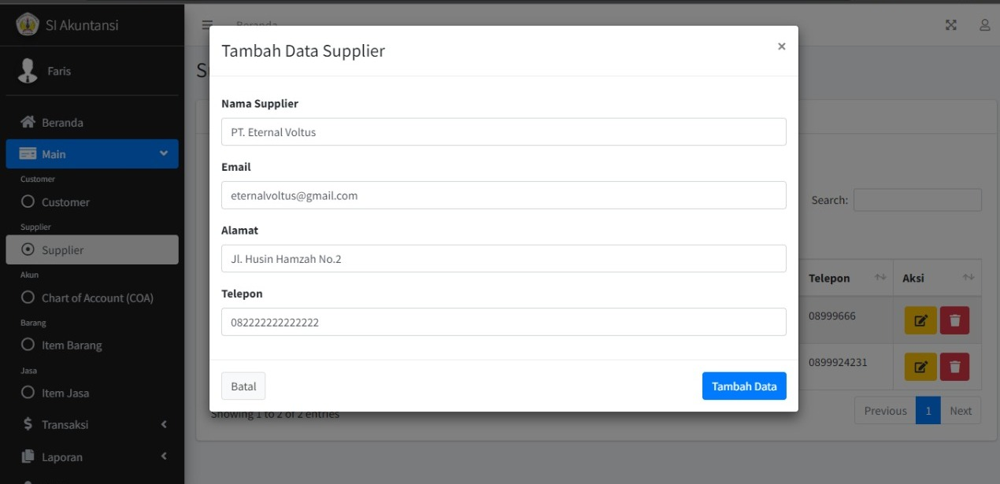 SI Akuntansi
Beranda
Faris
S
Beranda
Main
Customer
Customer
Supplier
Supplier
Akun
Chart of Account (COA)
Barang
Item Barang
Jasa
Item Jasa
Transaksi
Laporan
Tambah Data Supplier
×
Nama Supplier
PT. Eternal Voltus
Email
eternalvoltus@gmail.com
Alamat
Jl. Husin Hamzah No.2
Telepon
082222222222222
Batal
Tambah Data
Search:
Telepon Aksi
08999666
0899924231
Showing 1 to 2 of 2 entries
Previous 1 Next